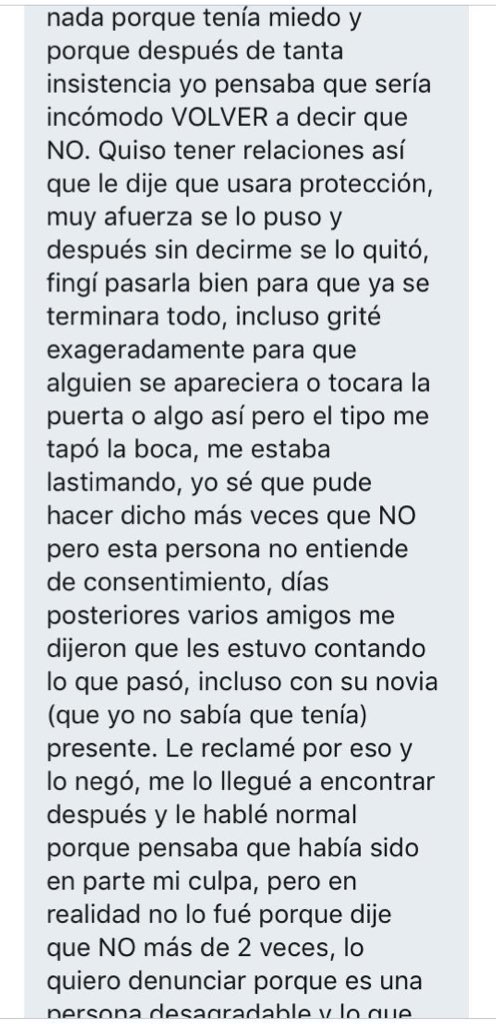 nada porque tenía miedo y
porque después de tanta
insistencia yo pensaba que sería
incómodo VOLVER a decir que
NO. Quiso tener relaciones así
que le dije que usara protección,
muy afuerza se lo puso y
después sin decirme se lo quitó,
fingí pasarla bien para que ya se
terminara todo, incluso grité
exageradamente para que
alguien se apareciera o tocara la
puerta o algo así pero el tipo me
tapó la boca, me estaba
lastimando, yo sé que pude
hacer dicho más veces que NO
pero esta persona no entiende
de consentimiento, días
posteriores varios amigos me
dijeron que les estuvo contando
lo que pasó, incluso con su novia
(que yo no sabía que tenía)
presente. Le reclamé por eso y
lo negó, me lo llegué a encontrar
después y le hablé normal
porque pensaba que había sido
en parte mi culpa, pero en
realidad no lo fué porque dije
que NO más de 2 veces, lo
quiero denunciar porque es una
persona desagradable y lo que